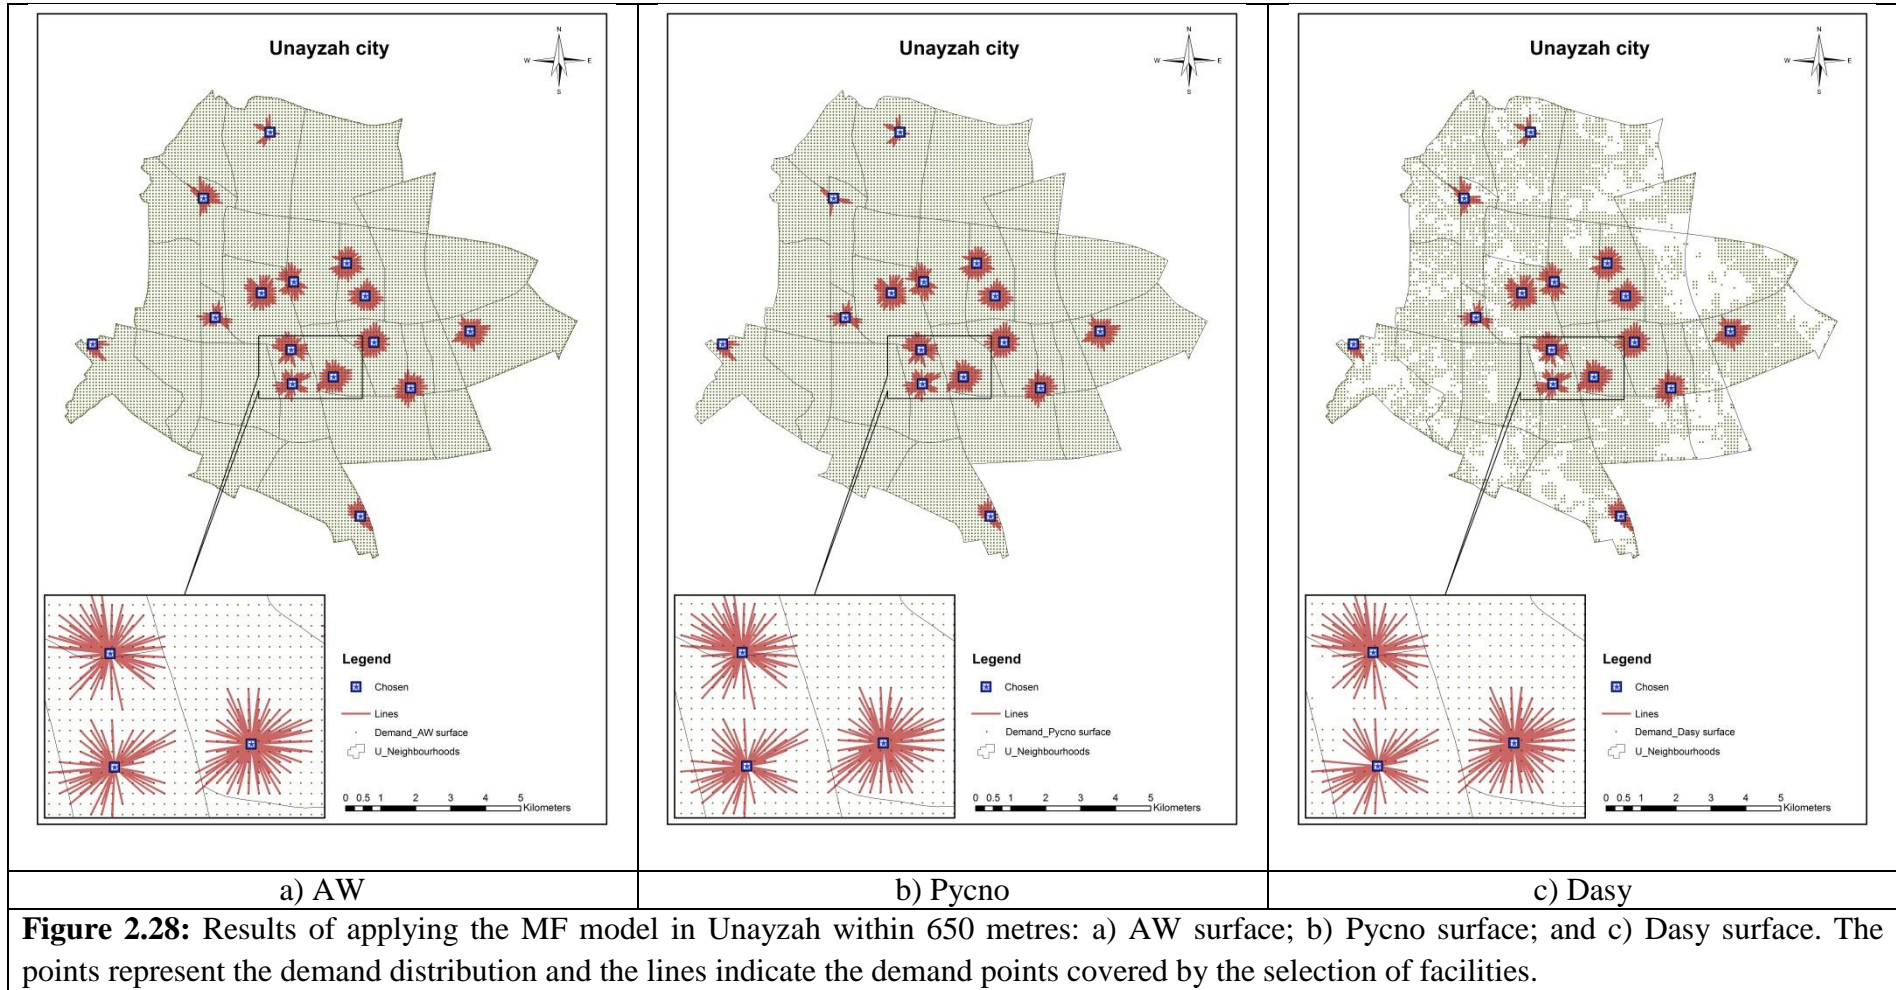 Unayzah city
N
W E
S
Legend
Chosen
Lines
Demand_AW surface
U_Neighbourhoods
0 0.5 1 2 3 4 5
Kilometers
a) AW
Unayzah city
N
W E
S
Legend
Chosen
Lines
Demand_Pycno surface
U_Neighbourhoods
0 0.5 1 2 3 4 5
Kilometers
b) Pycno
Unayzah city
N
W E
S
Legend
Chosen
Lines
Demand_Dasy surface
U_Neighbourhoods
0 0.5 1 2 3 4 5
Kilometers
c) Dasy
Figure 2.28: Results of applying the MF model in Unayzah within 650 metres: a) AW surface; b) Pycno surface; and c) Dasy surface. The
points represent the demand distribution and the lines indicate the demand points covered by the selection of facilities.